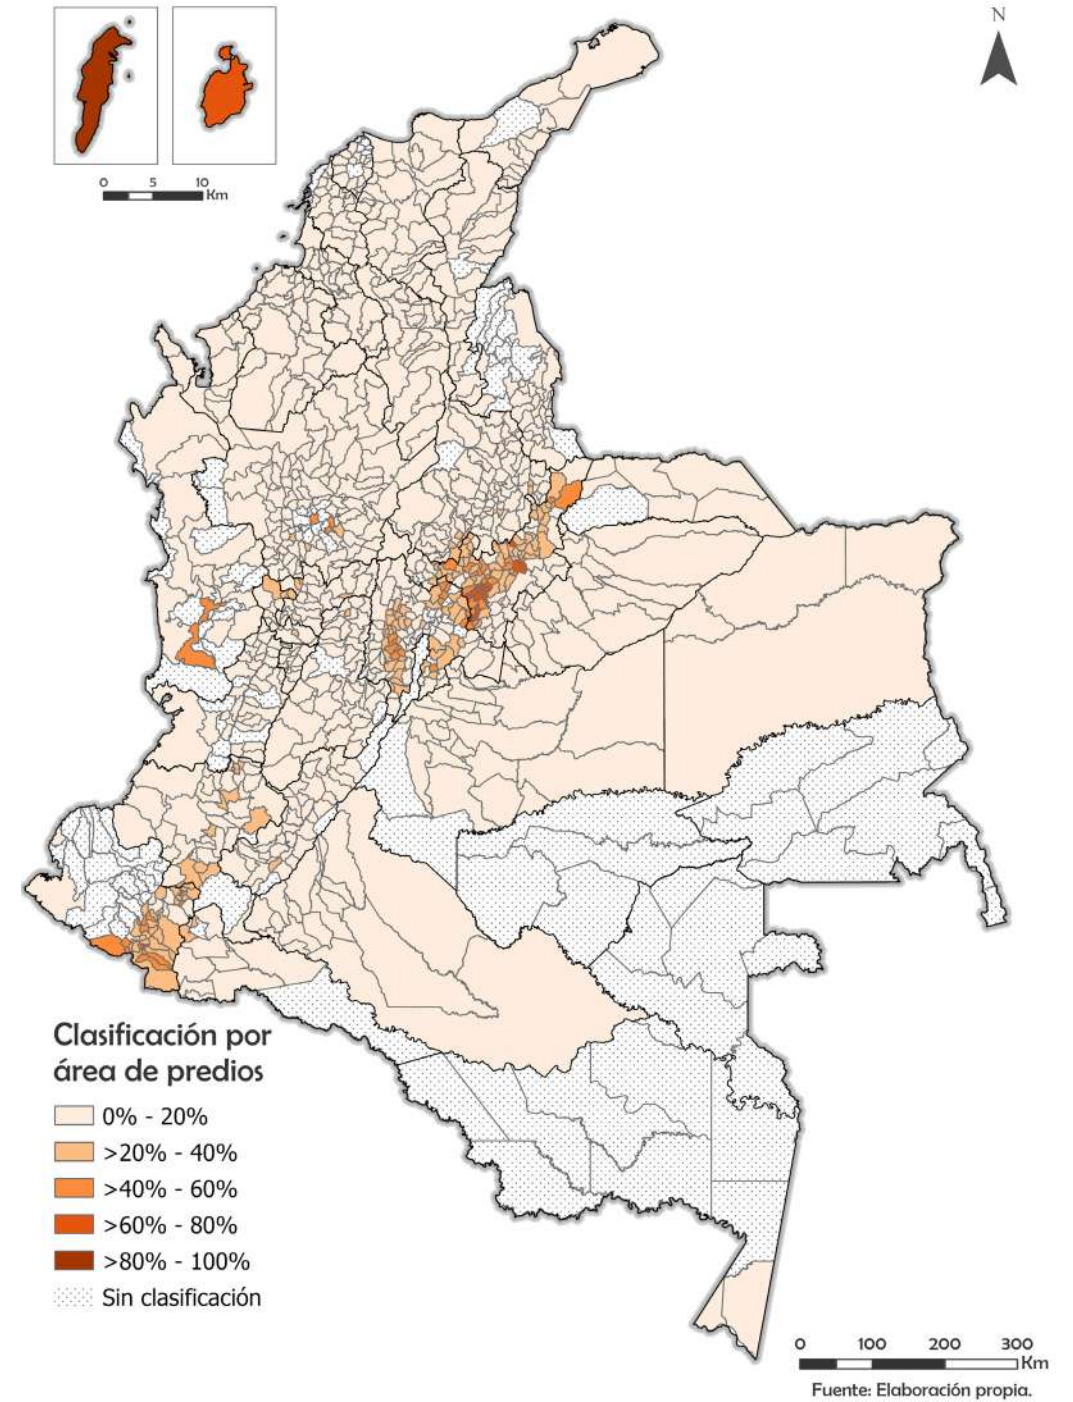 N
0 5 10
Km
Clasificación por
área de predios
0% - 20%
>20% - 40%
>40% - 60%
>60% - 80%
>80% - 100%
Sin clasificación
0 100 200 300
Km
Fuente: Elaboración propia.